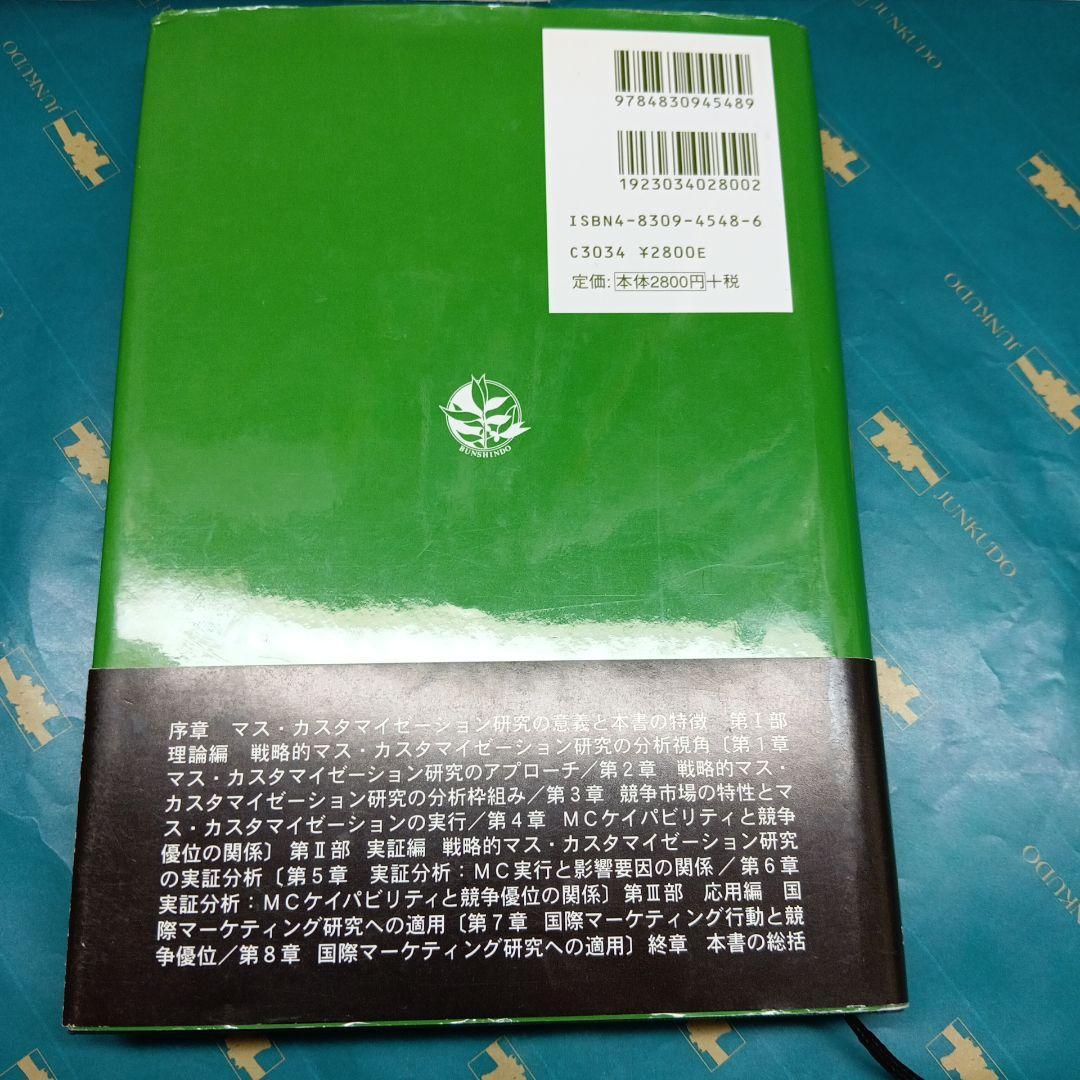 9784830945489
1923034028002
ISBN4-8309-4548-6
C3034 ¥2800E
定価:本体2800円+税
BUNSHINDO
序章 マス・カスタマイゼーション研究の意義と本書の特徴 第Ⅰ部
理論編 戦略的マス・カスタマイゼーション研究の分析視角〔第1章
マス・カスタマイゼーション研究のアプローチ/第2章 戦略的マス・
カスタマイゼーション研究の分析枠組み/第3章 競争市場の特性とマ
ス・カスタマイゼーションの実行/第4章 MCケイパビリティと競争
優位の関係〕 第Ⅱ部 実証編 戦略的マス・カスタマイゼーション研究
の実証分析〔第5章 実証分析:MC実行と影響要因の関係/第6章
実証分析:MCケイパビリティと競争優位の関係〕第Ⅲ部 応用編 国
際マーケティング研究への適用〔第7章 国際マーケティング行動と競
争優位/第8章 国際マーケティング研究への適用〕終章 本書の総括
JUNKUDO
JUNKUDO
JUNKUDO
JUNKUDO
JUNKUDO
JUNKUDO
JUNKUDO